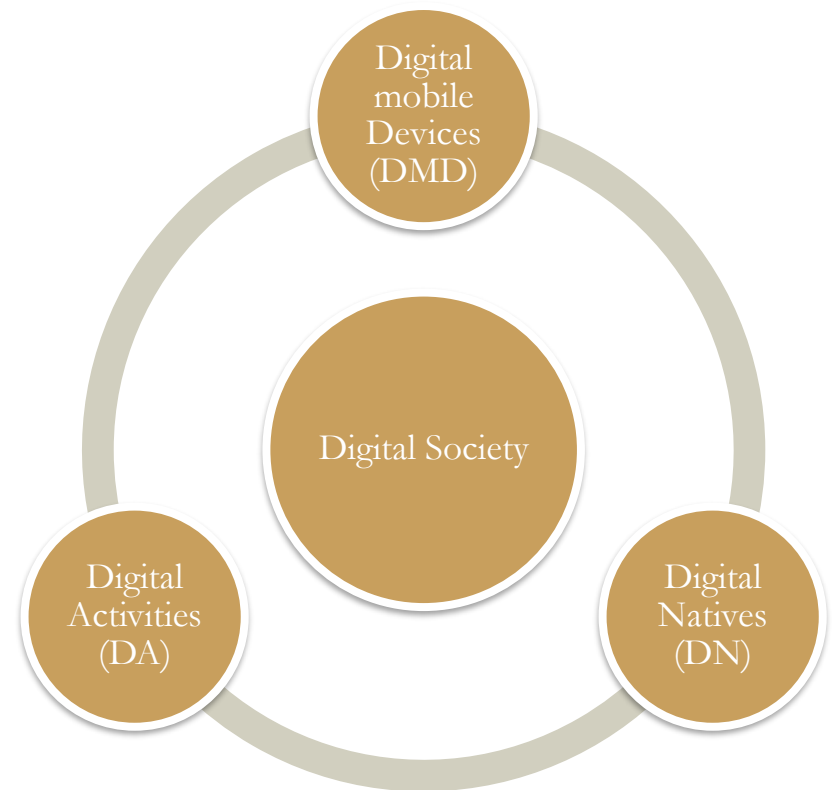 Digital
mobile
Devices
(DMD)
Digital Society
Digital
Activities
(DA)
Digital
Natives
(DN)